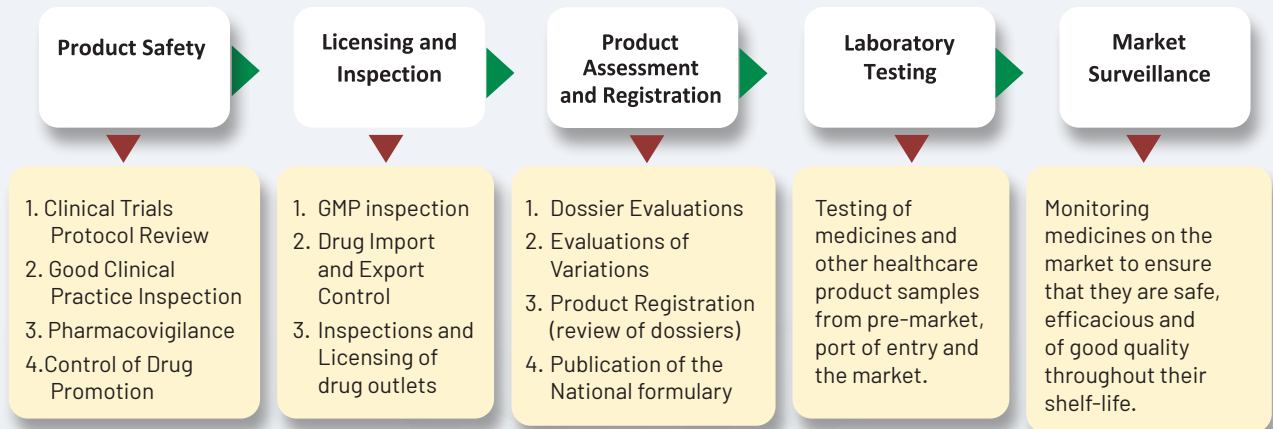 Product Safety
Licensing and
Inspection
Product
Assessment
and Registration
Laboratory
Testing
Market
Surveillance
1. Clinical Trials
Protocol Review
2. Good Clinical
Practice Inspection
3. Pharmacovigilance
4.Control of Drug
Promotion
1. GMP inspection
2. Drug Import
and Export
Control
3. Inspections and
Licensing of
drug outlets
1. Dossier Evaluations
2. Evaluations of
Variations
3. Product Registration
(review of dossiers)
4. Publication of the
National formulary
Testing of
medicines and
other healthcare
product samples
from pre-market,
port of entry and
the market.
Monitoring
medicines on the
market to ensure
that they are safe,
efficacious and
of good quality
throughout their
shelf-life.